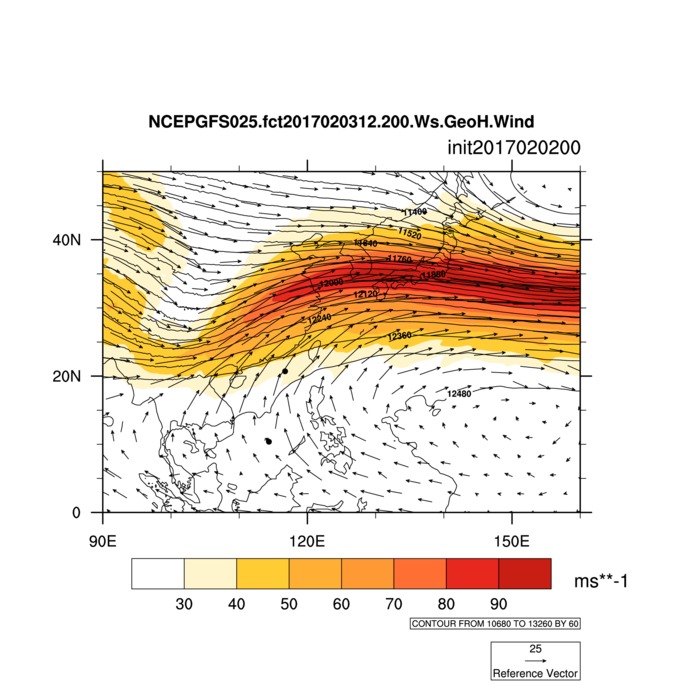 NCEPGFS025.fct2017020312.200.Ws.GeoH.Wind
init2017020200
11400
11520
40N
11640
11760
11880
12000
12120
12240
12360
20N
12480
0
90E 120E 150E
ms**-1
30 40 50 60 70 80 90
CONTOUR FROM 10680 TO 13260 BY 60
25
Reference Vector